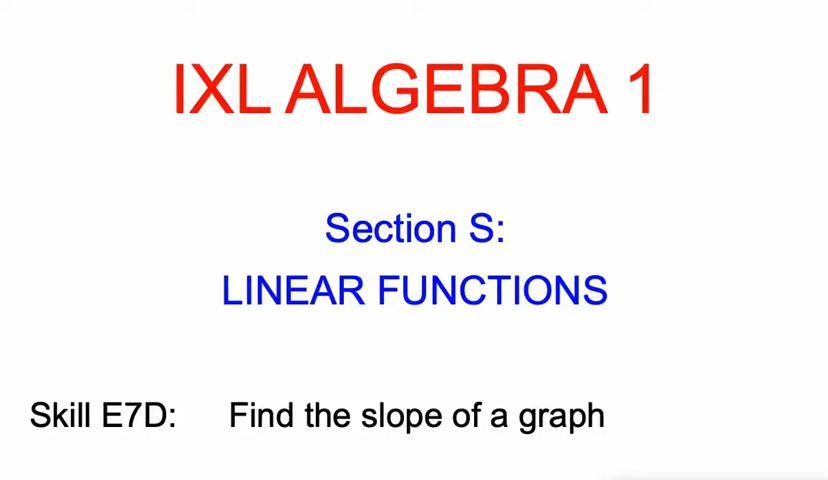 IXL ALGEBRA 1
Section S:
LINEAR FUNCTIONS
Skill E7D: Find the slope of a graph